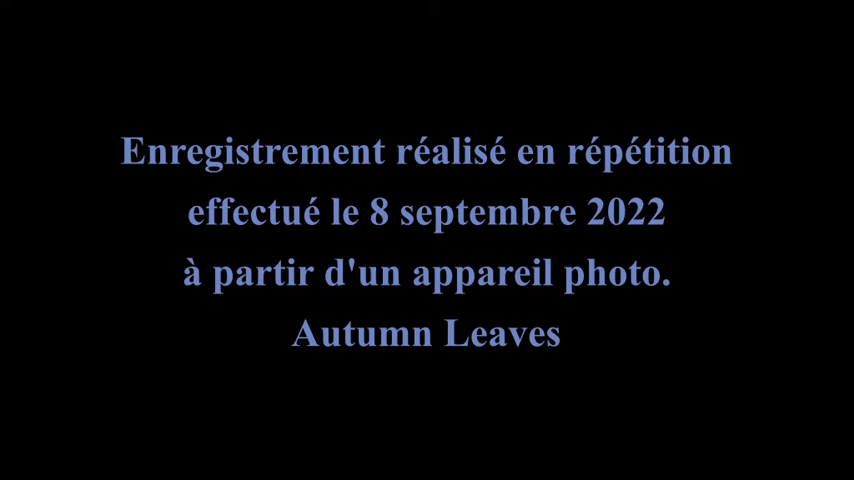 Enregistrement réalisé en répétition
effectué le 8 septembre 2022
à partir d'un appareil photo.
Autumn Leaves